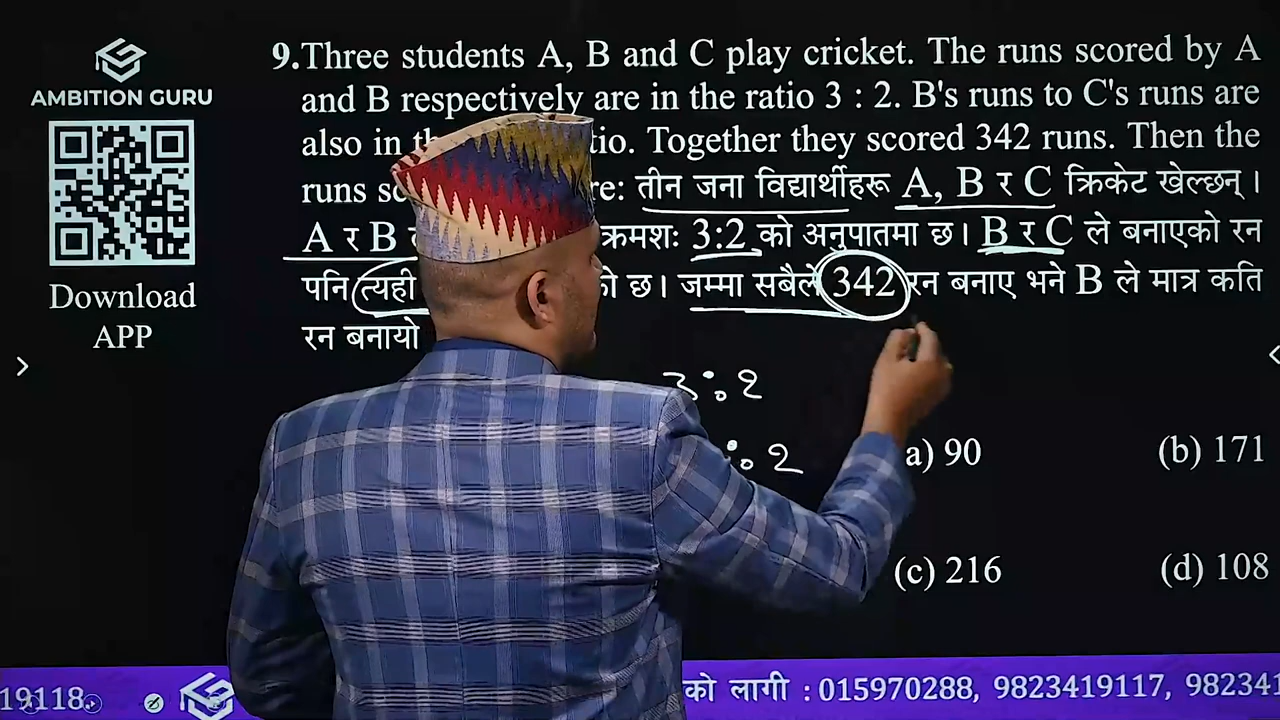 AMBITION GURU
Download
APP
9.Three students A, B and C play cricket. The runs scored by A
and B respectively are in the ratio 3 : 2. B's runs to C's runs are
also in tio. Together they scored 342 runs. Then the
runs re: तीन जना विद्यार्थीहरू A, B र C क्रिकेट खेल्छन् ।
A र B क्रमशः 3:2 को अनुपातमा छ। B र C ले बनाएको रन
पनि त्यही को छ। जम्मा सबैले 342 रन बनाए भने B ले मात्र कति
रन बनायो
3:2
:2
a) 90 (b) 171
(c) 216 (d) 108
19118, को लागी : 015970288, 9823419117, 982341